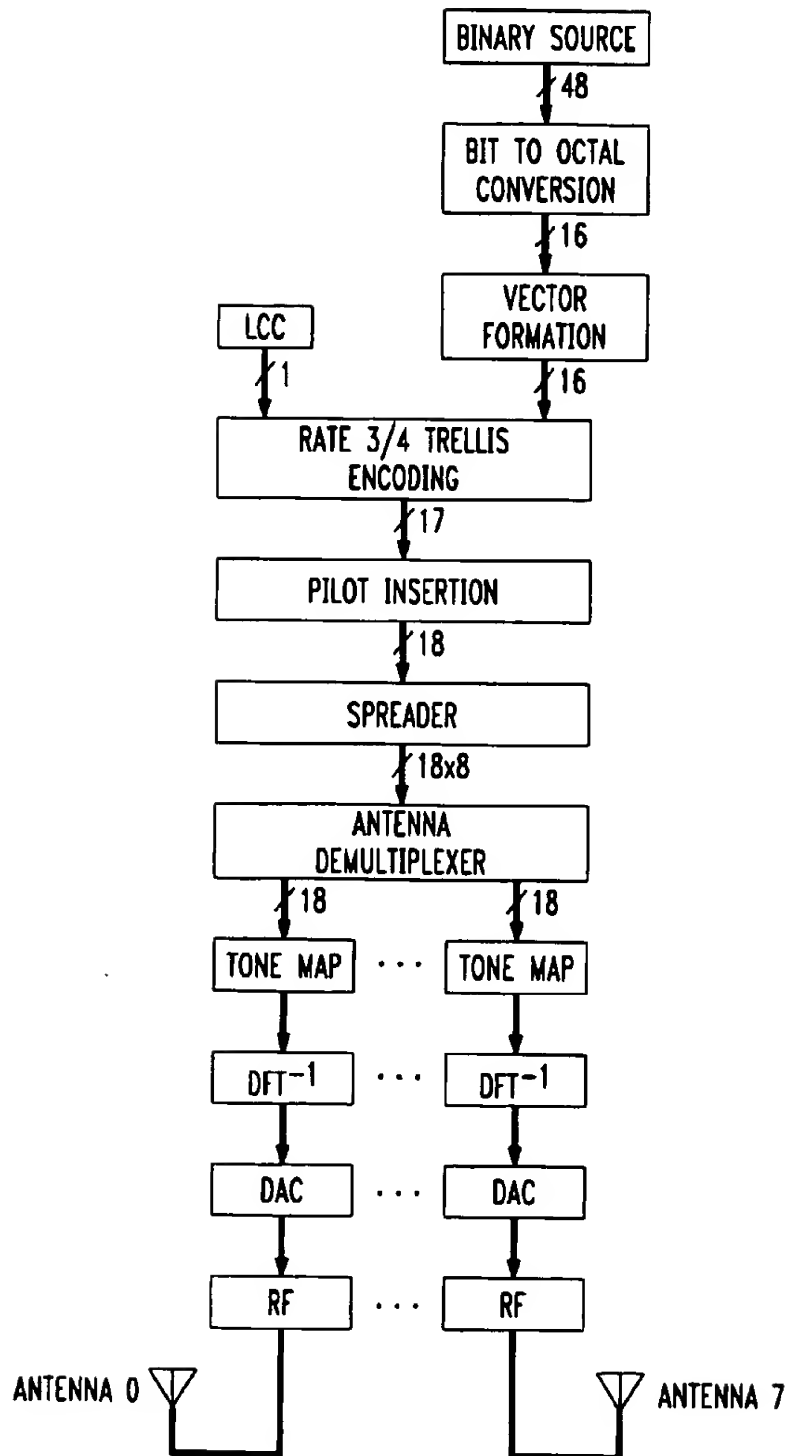 BINARY SOURCE
48
BIT TO OCTAL
CONVERSION
16
VECTOR
FORMATION
LCC
1
16
RATE 3/4 TRELLIS
ENCODING
17
PILOT INSERTION
18
SPREADER
18x8
ANTENNA
DEMULTIPLEXER
18
18
TONE MAP ... TONE MAP
DFT⁻¹ ... DFT⁻¹
DAC ... DAC
RF ... RF
ANTENNA 0
ANTENNA 7